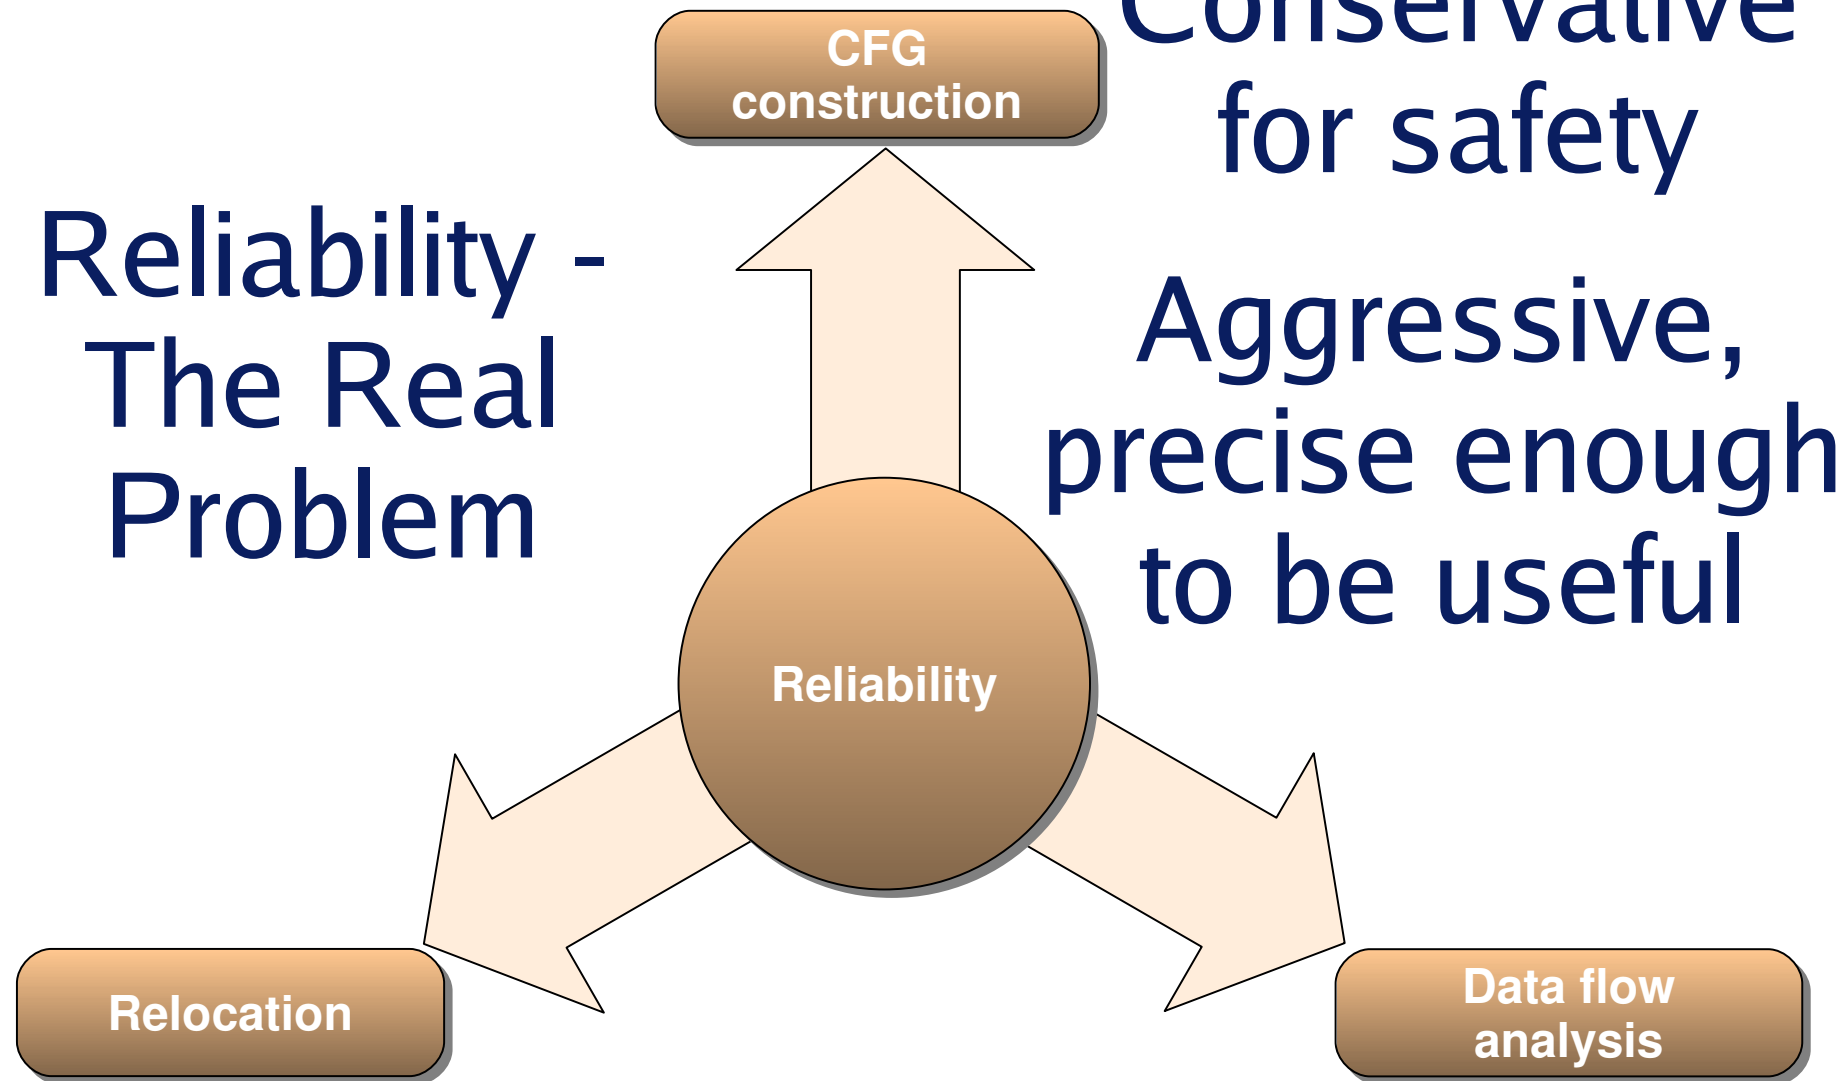 Reliability -
The Real
Problem
CFG
construction
Conservative
for safety
Aggressive,
precise enough
to be useful
Reliability
Relocation
Data flow
analysis